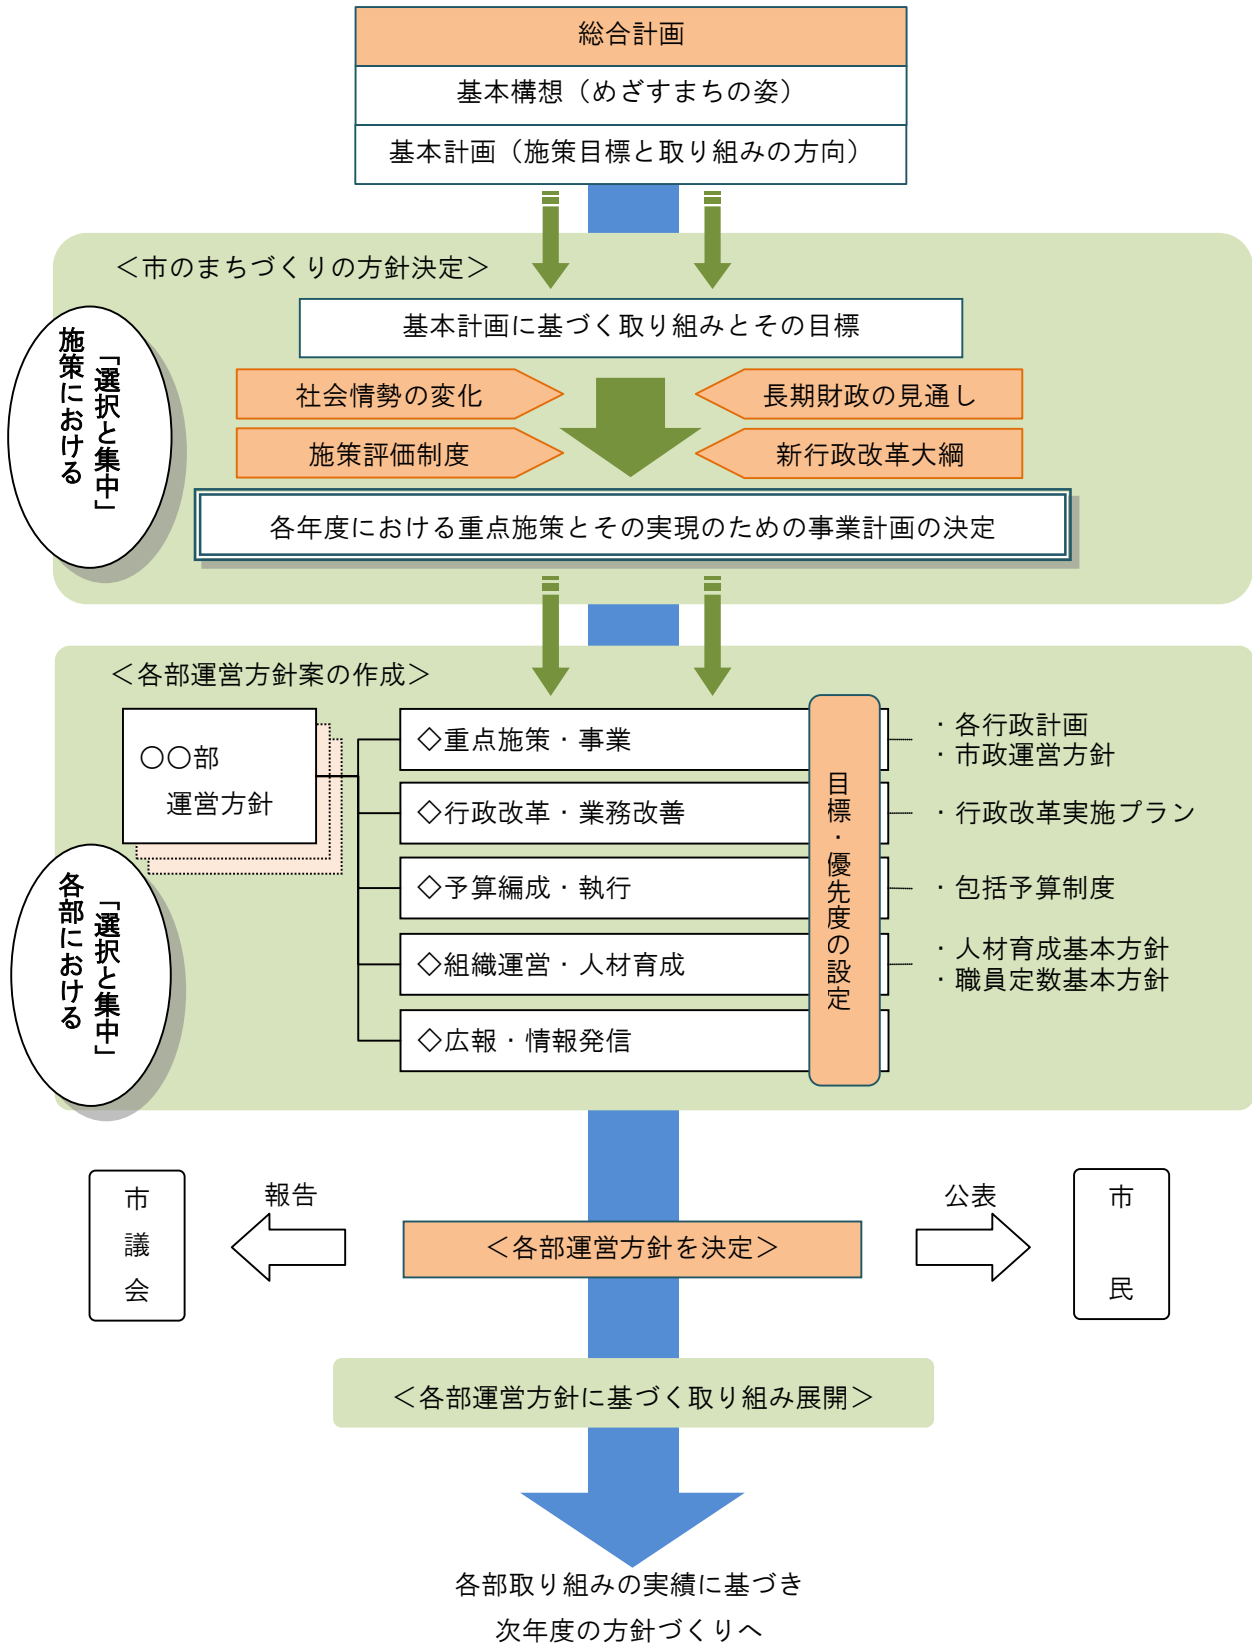 総合計画
基本構想（めざすまちの姿）
基本計画（施策目標と取り組みの方向）
＜市のまちづくりの方針決定＞
施策における
「選択と集中」
基本計画に基づく取り組みとその目標
社会情勢の変化
長期財政の見通し
施策評価制度
新行政改革大綱
各年度における重点施策とその実現のための事業計画の決定
＜各部運営方針案の作成＞
〇〇部
運営方針
各部における
「選択と集中」
◇重点施策・事業
◇行政改革・業務改善
◇予算編成・執行
◇組織運営・人材育成
◇広報・情報発信
目標・優先度の設定
・各行政計画
・市政運営方針
・行政改革実施プラン
・包括予算制度
・人材育成基本方針
・職員定数基本方針
市議会
報告
＜各部運営方針を決定＞
公表
市民
＜各部運営方針に基づく取り組み展開＞
各部取り組みの実績に基づき
次年度の方針づくりへ